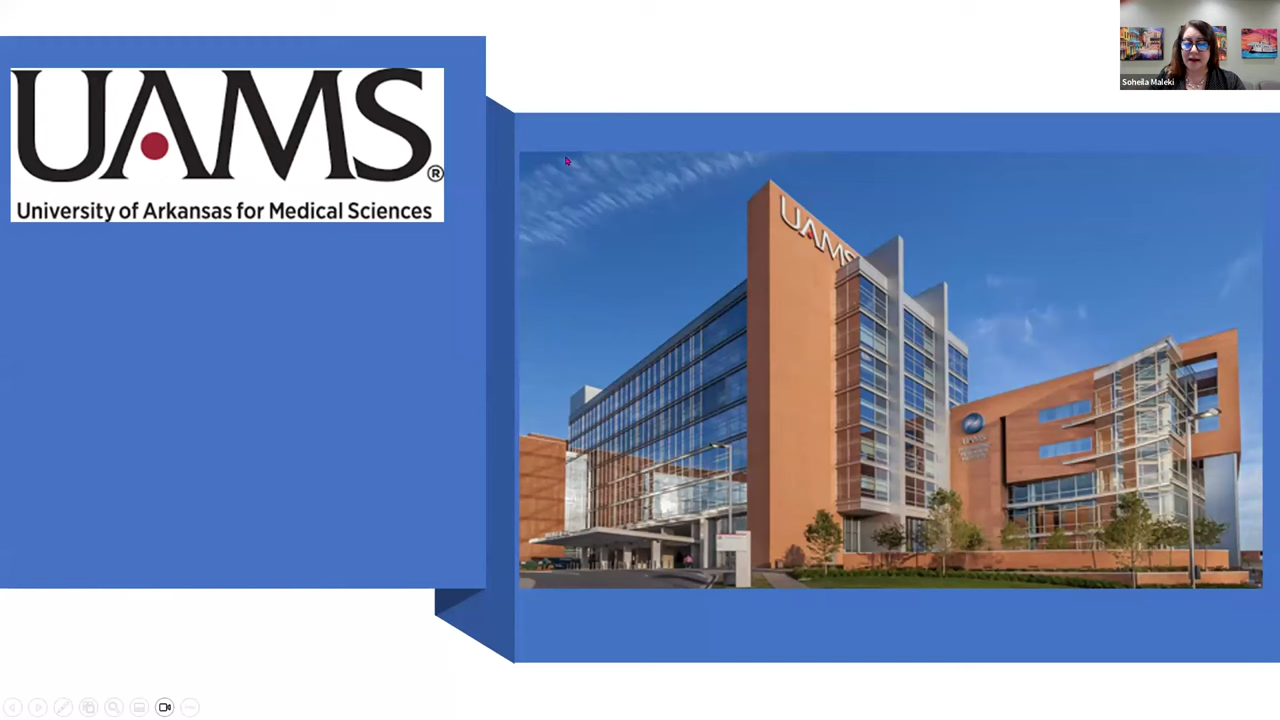 UAMS®
University of Arkansas for Medical Sciences
Soheila Maleki
UAMS